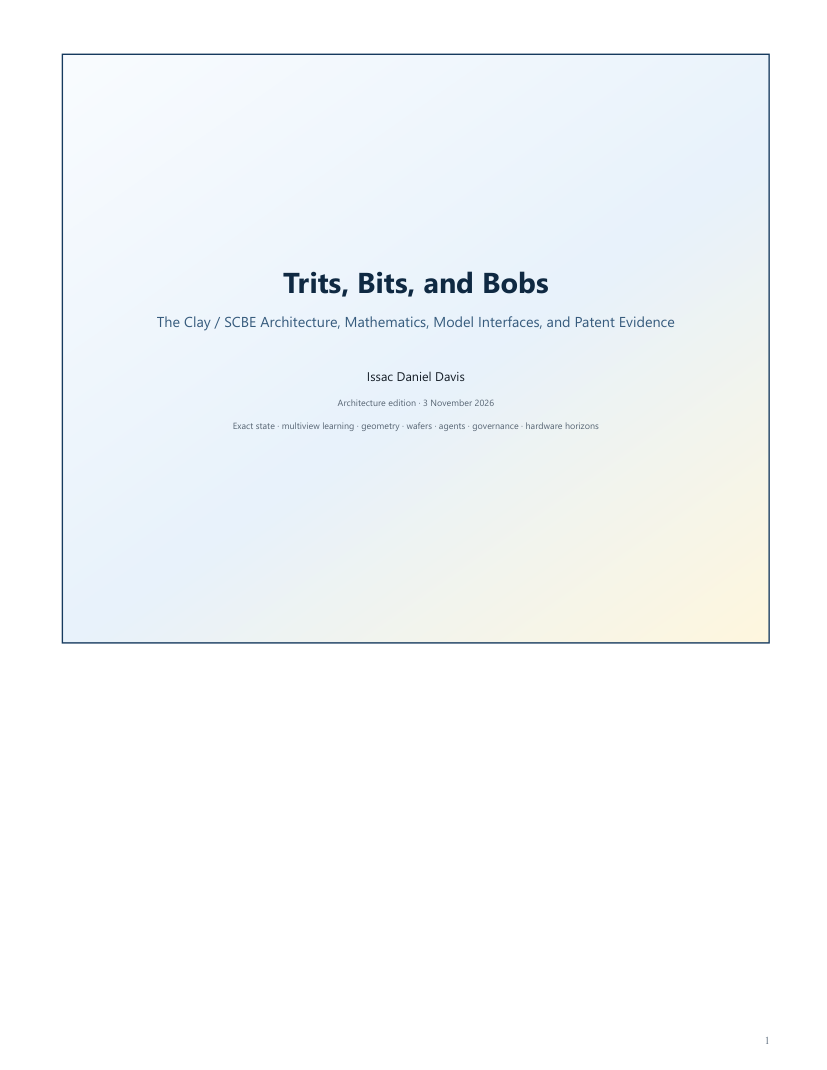 Trits, Bits, and Bobs
The Clay / SCBE Architecture, Mathematics, Model Interfaces, and Patent Evidence
Issac Daniel Davis
Architecture edition · 3 November 2026
Exact state · multiview learning · geometry · wafers · agents · governance · hardware horizons
1